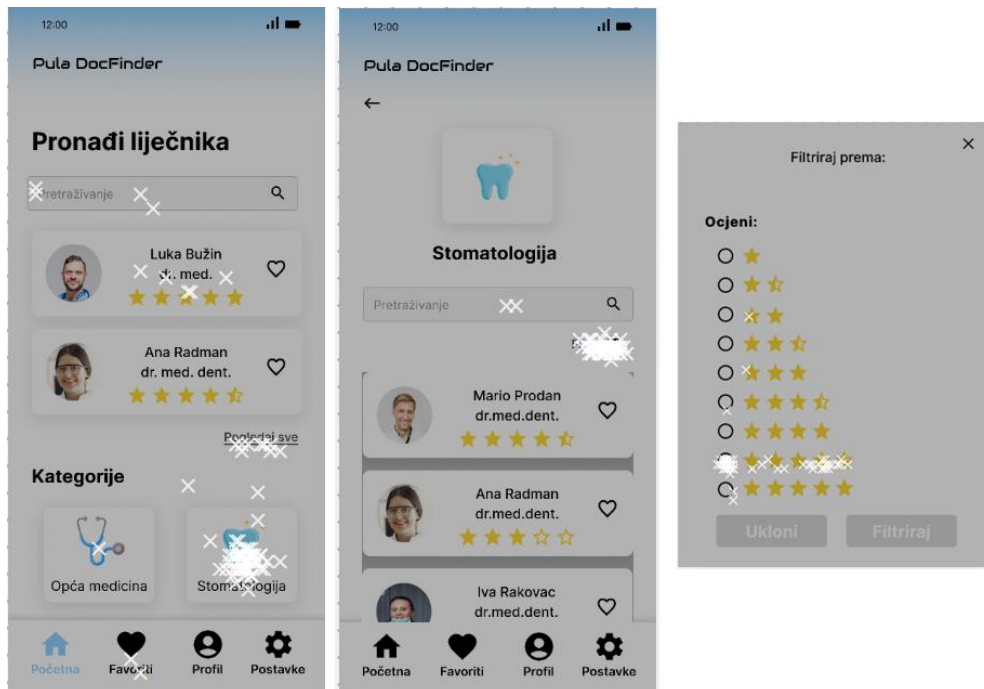 12:00
Pula DocFinder
Pronađi liječnika
Pretraživanje
Luka Bužin
dr. med.
Ana Radman
dr. med. dent.
Pogledaj sve
Kategorije
Opća medicina
Stomatologija
Početna
Favoriti
Profil
Postavke
12:00
Pula DocFinder
Stomatologija
Pretraživanje
Mario Prodan
dr.med.dent.
Ana Radman
dr.med.dent.
Iva Rakovac
dr.med.dent.
Početna
Favoriti
Profil
Postavke
Filtriraj prema:
Ocjeni:
Ukloni
Filtriraj